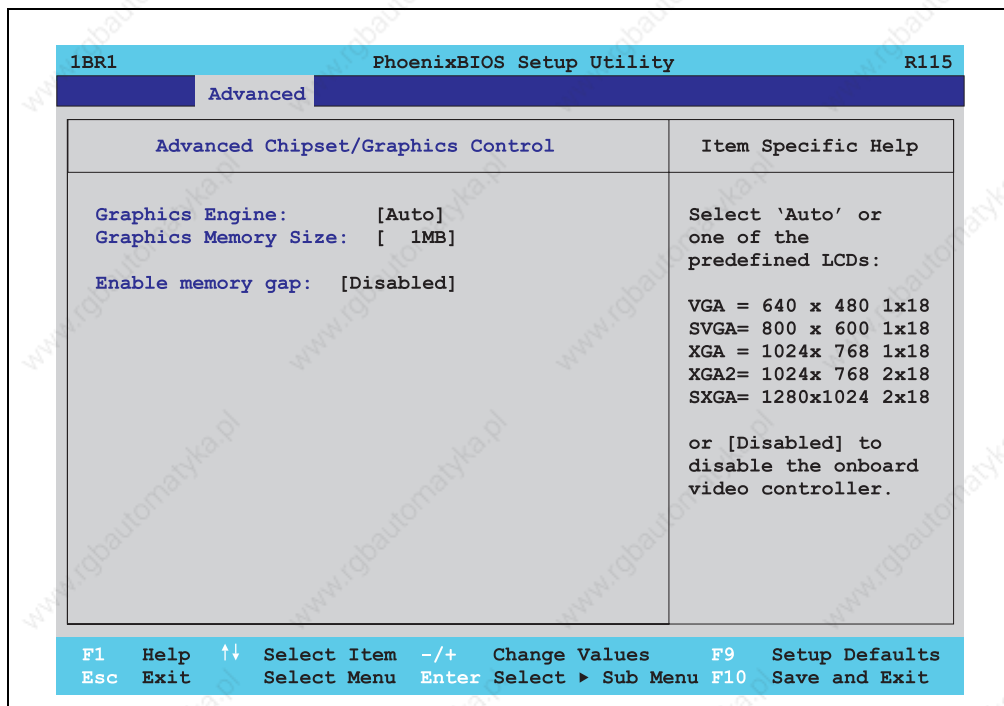 1BR1 PhoenixBIOS Setup Utility R115
Advanced
Advanced Chipset/Graphics Control
Item Specific Help
Graphics Engine: [Auto]
Graphics Memory Size: [ 1MB]
Enable memory gap: [Disabled]
Select ‘Auto’ or
one of the
predefined LCDs:
VGA = 640 x 480 1x18
SVGA= 800 x 600 1x18
XGA = 1024x 768 1x18
XGA2= 1024x 768 2x18
SXGA= 1280x1024 2x18
or [Disabled] to
disable the onboard
video controller.
F1 Help ↑↓ Select Item -/+ Change Values F9 Setup Defaults
Esc Exit Select Menu Enter Select ▶ Sub Menu F10 Save and Exit
www.rgbautomatyka.pl